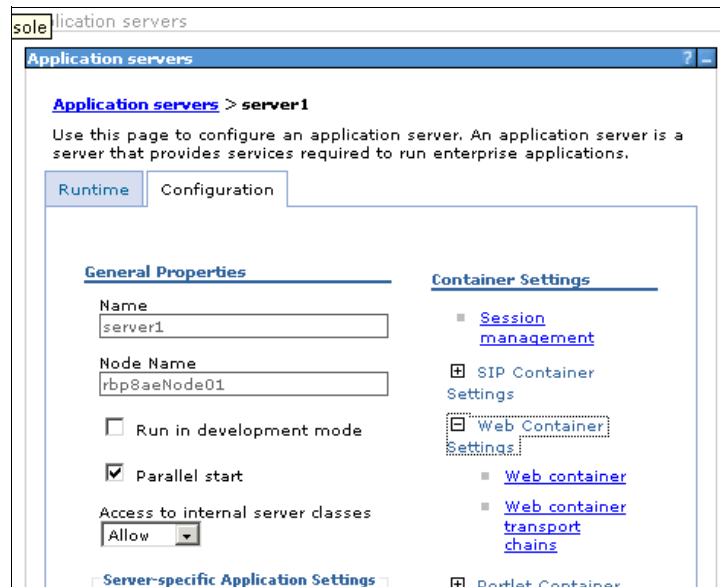 sole
lication servers
Application servers
? –
Application servers > server1
Use this page to configure an application server. An application server is a
server that provides services required to run enterprise applications.
Runtime
Configuration
General Properties
Name
server1
Node Name
rbp8aeNode01
Run in development mode
Parallel start
Access to internal server classes
Allow
Server-specific Application Settings
Container Settings
Session
management
SIP Container
Settings
Web Container
Settings
Web container
Web container
transport
chains
Portlet Container